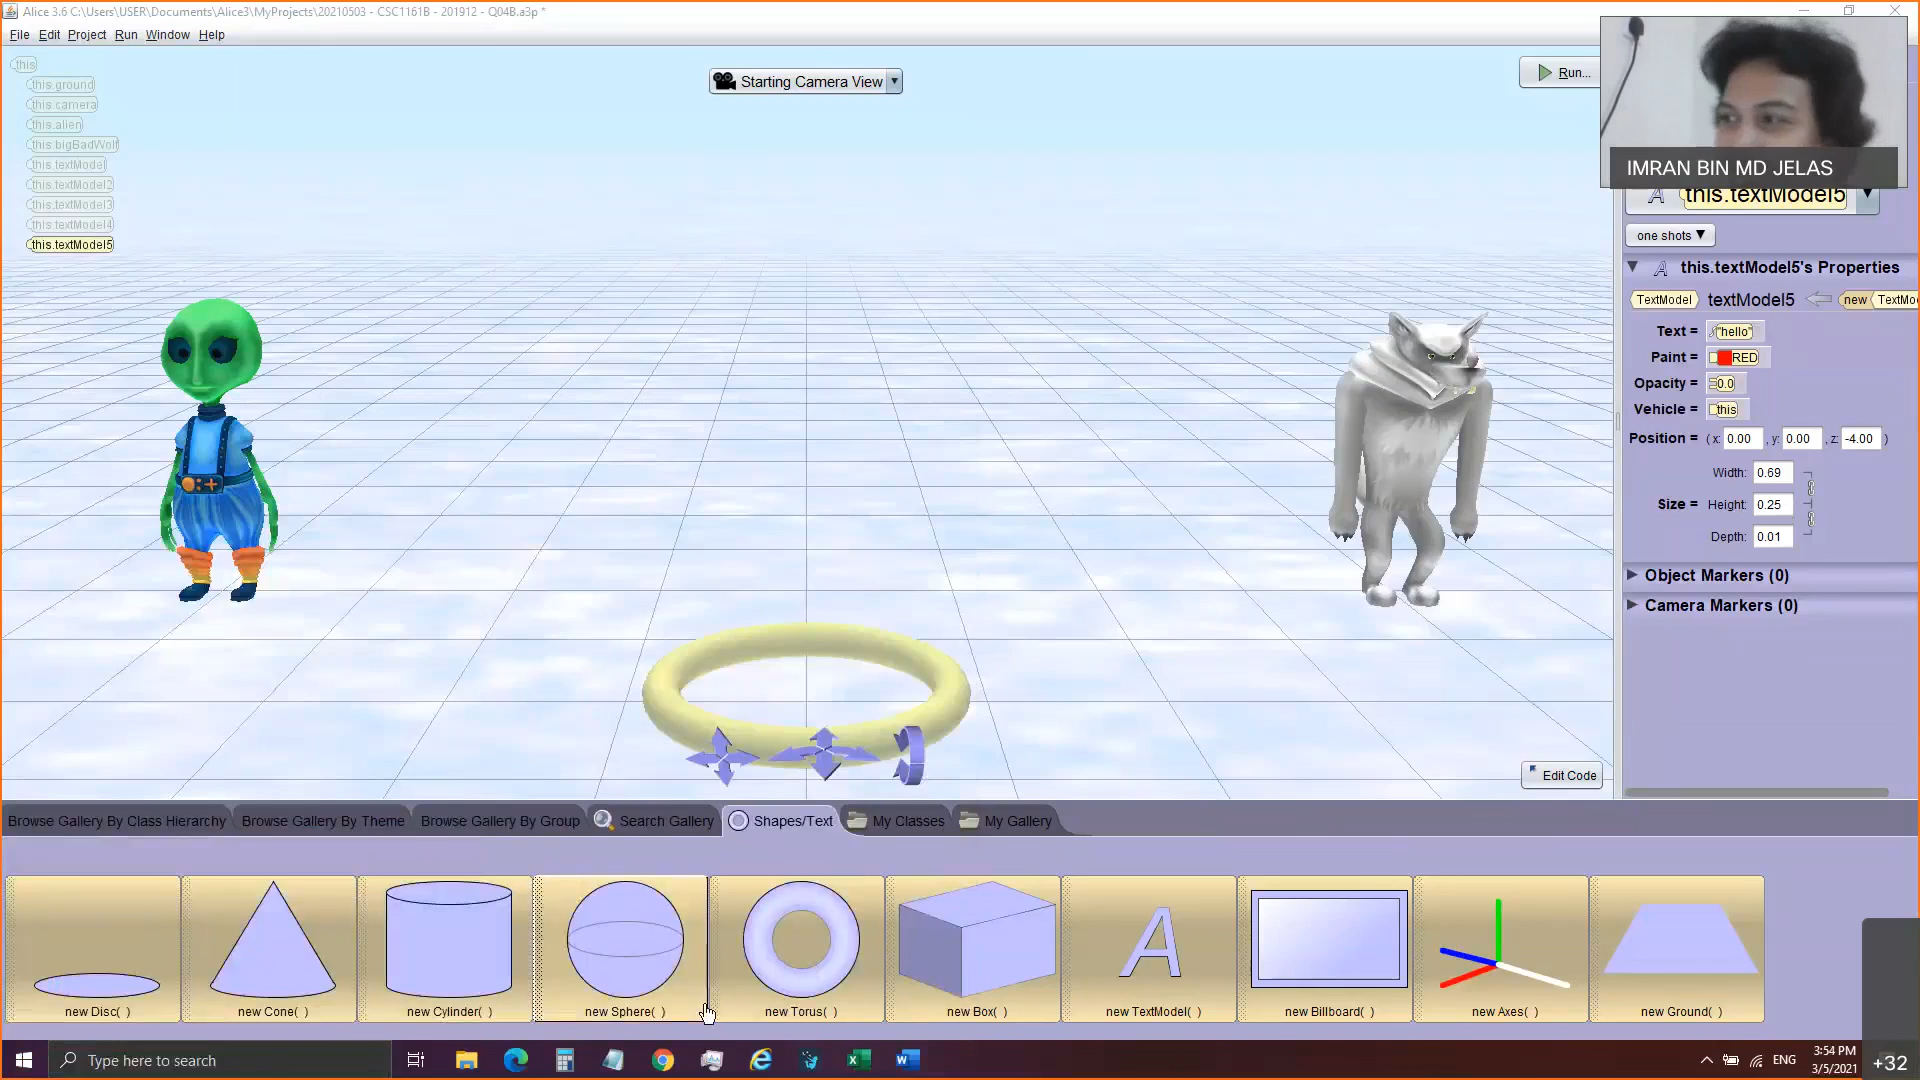 Alice 3.6 C:\Users\USER\Documents\Alice3\MyProjects\20210503 - CSC1161B - 201912 - Q04B.a3p *
File Edit Project Run Window Help
this
this.ground
this.camera
this.alien
this.bigBadWolf
this.textModel
this.textModel2
this.textModel3
this.textModel4
this.textModel5
Starting Camera View
Run...
IMRAN BIN MD JELAS
this.textModel5
one shots
this.textModel5's Properties
TextModel textModel5 new TextMo
Text = "hello"
Paint = RED
Opacity = 0.0
Vehicle = this
Position = ( x: 0.00 , y: 0.00 , z: -4.00 )
Width: 0.69
Size = Height: 0.25
Depth: 0.01
Object Markers (0)
Camera Markers (0)
Edit Code
Browse Gallery By Class Hierarchy Browse Gallery By Theme Browse Gallery By Group Search Gallery Shapes/Text My Classes My Gallery
new Disc( ) new Cone( ) new Cylinder( ) new Sphere( ) new Torus( ) new Box( ) new TextModel( ) new Billboard( ) new Axes( ) new Ground( )
Type here to search
ENG
3:54 PM
3/5/2021
+32